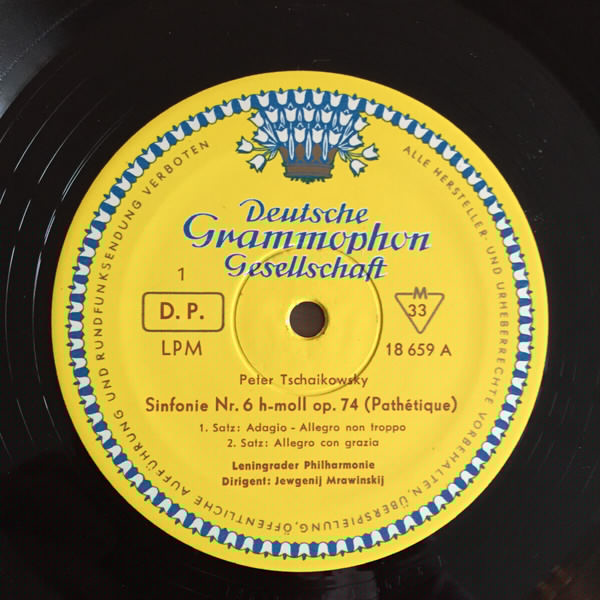 Deutsche
Grammophon
Gesellschaft
1
D. P.
LPM
M
33
18 659 A
Peter Tschaikowsky
Sinfonie Nr. 6 h-moll op. 74 (Pathétique)
1. Satz: Adagio - Allegro non troppo
2. Satz: Allegro con grazia
Leningrader Philharmonie
Dirigent: Jewgenij Mrawinskij
ALLE HERSTELLER- UND URHEBERRECHTE VORBEHALTEN, ÜBERSPIELUNG, ÖFFENTLICHE AUFFÜHRUNG UND RUNDFUNKSENDUNG VERBOTEN